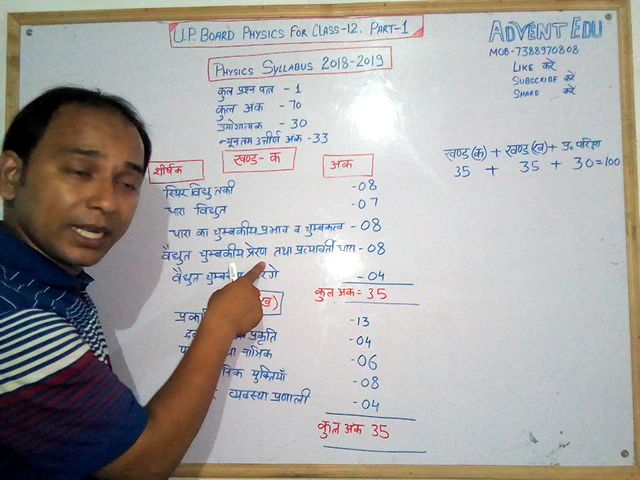 U.P. BOARD PHYSICS FOR CLASS-12. PART-1
ADVENT EDU
MOB-7388970808
LIKE करें
SUBSCRIBE करें
SHARE करें
PHYSICS SYLLABUS 2018-2019
कुल प्रश्न पत्र - 1
कुल अंक - 70
प्रयोगात्मक - 30
न्यूनतम उत्तीर्ण अंक - 33
खण्ड(क) + खण्ड(ख) + प्र० परीक्षा
35 + 35 + 30 = 100
शीर्षक खण्ड-क अंक
स्थिर विद्युतकी -08
धारा विद्युत -07
धारा का चुम्बकीय प्रभाव व चुम्बकत्व -08
वैद्युत चुम्बकीय प्रेरण तथा प्रत्यावर्ती धारा -08
वैद्युत -04
कुल अंक = 35
(ख)
-13
प्रकृति -04
नाभिक -06
युक्तियाँ -08
व्यवस्था प्रणाली -04
कुल अंक 35